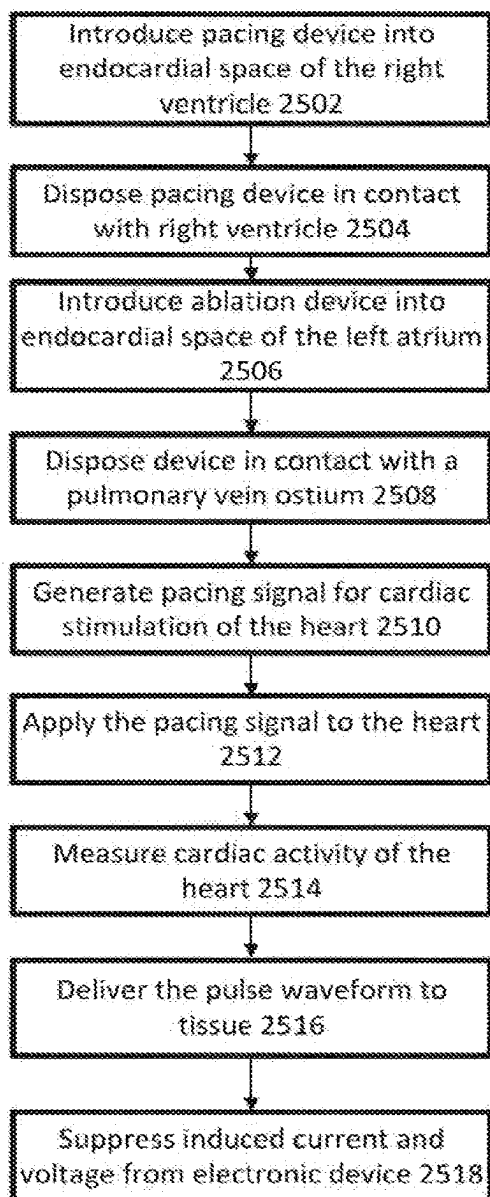 Introduce pacing device into
endocardial space of the right
ventricle 2502
Dispose pacing device in contact
with right ventricle 2504
Introduce ablation device into
endocardial space of the left atrium
2506
Dispose device in contact with a
pulmonary vein ostium 2508
Generate pacing signal for cardiac
stimulation of the heart 2510
Apply the pacing signal to the heart
2512
Measure cardiac activity of the
heart 2514
Deliver the pulse waveform to
tissue 2516
Suppress induced current and
voltage from electronic device 2518